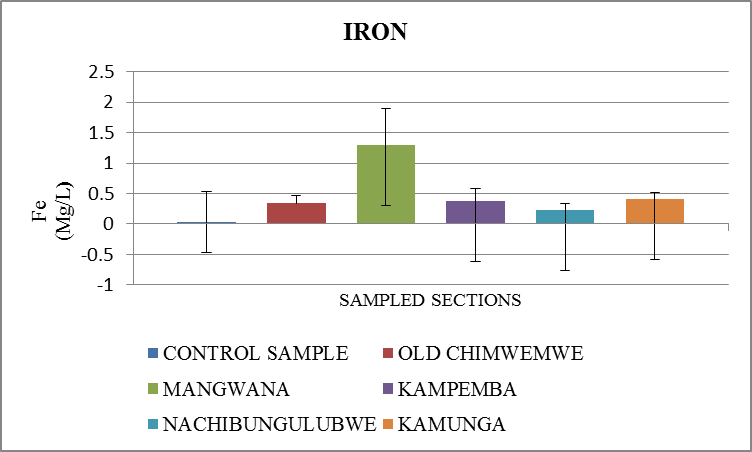 IRON
2.5
2
1.5
1
0.5
0
-0.5
-1
Fe
(Mg/L)
SAMPLED SECTIONS
CONTROL SAMPLE OLD CHIMWEMWE
MANGWANA KAMPEMBA
NACHIBUNGULUBWE KAMUNGA